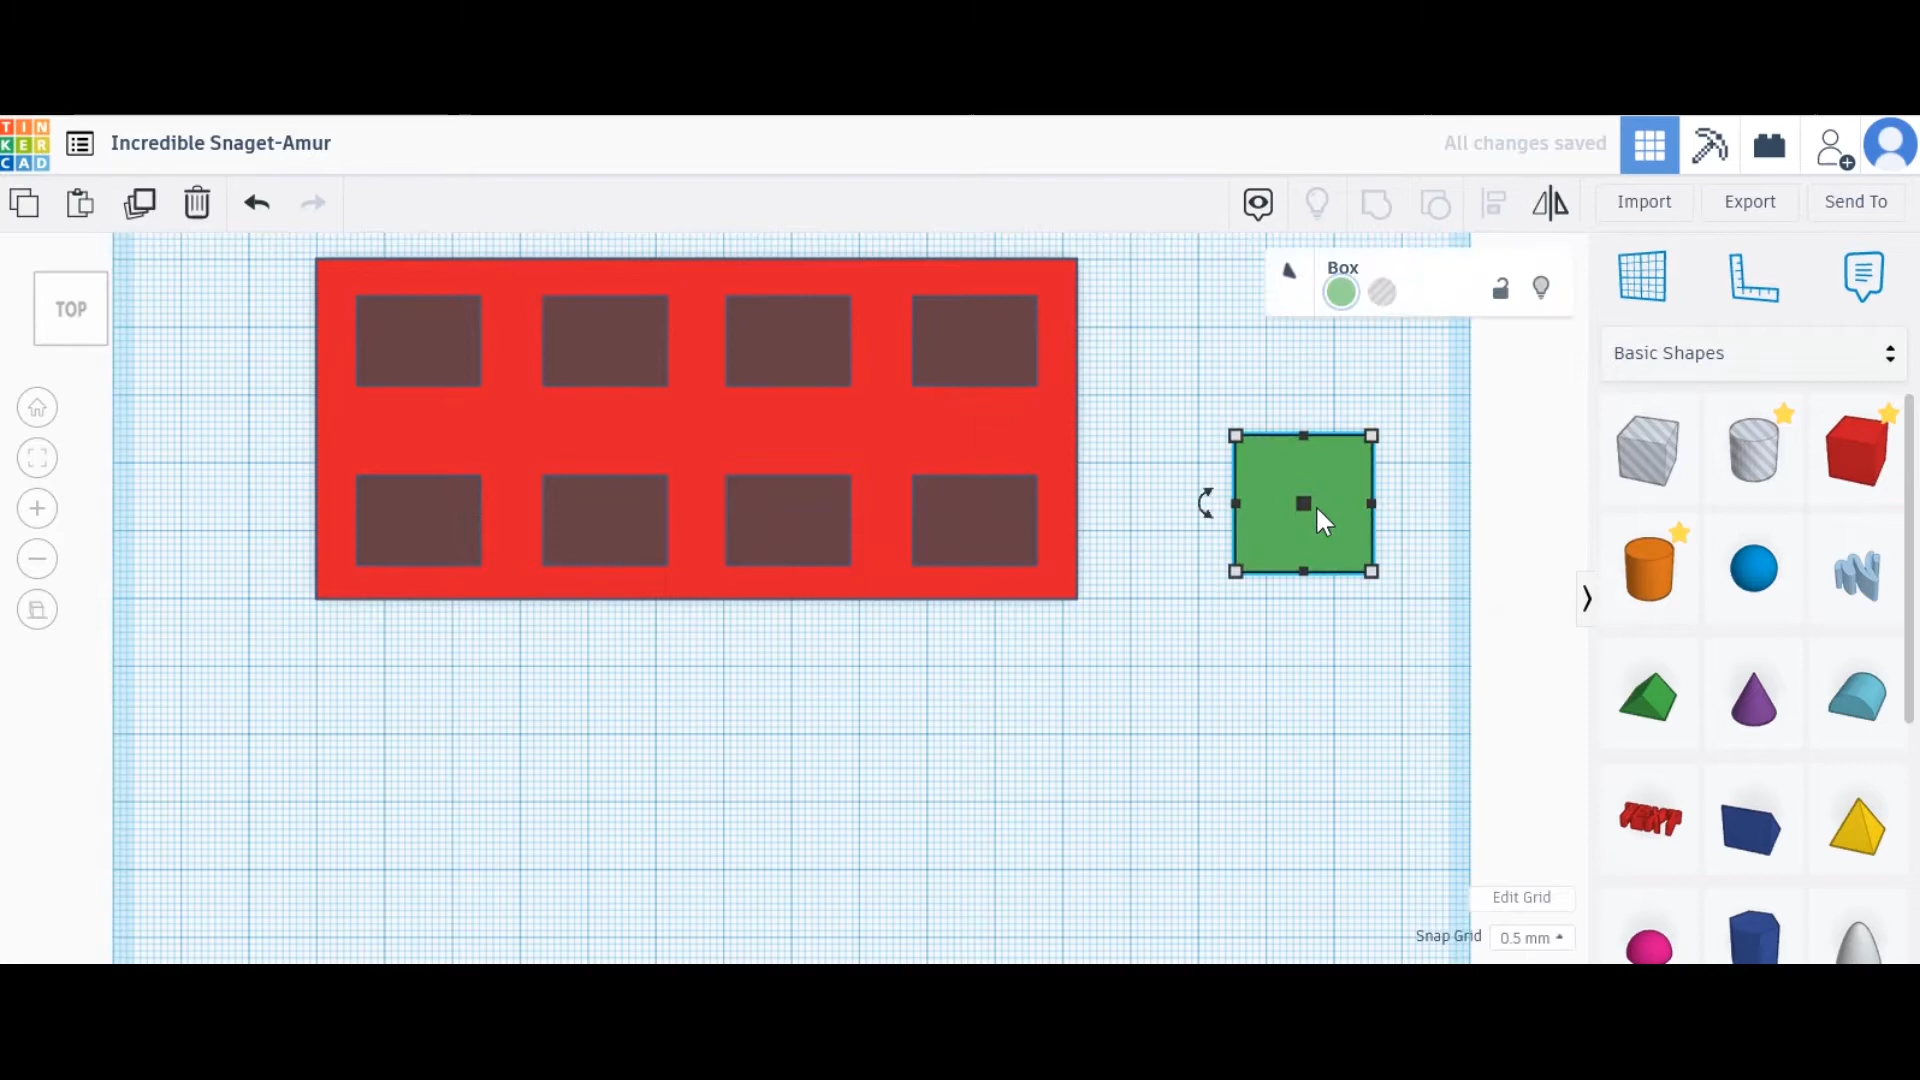 TIN
KER
CAD
Incredible Snaget-Amur
All changes saved
Import
Export
Send To
TOP
Box
Basic Shapes
TEXT
Edit Grid
Snap Grid
0.5 mm